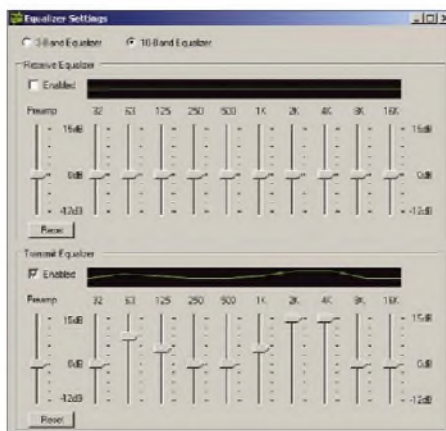 Equalizer Settings
3-Band Equalizer 10-Band Equalizer
Receive Equalizer
Enabled
Preamp 32 63 125 250 500 1K 2K 4K 8K 16K
15dB 15dB
0dB 0dB
-12dB -12dB
Reset
Transmit Equalizer
Enabled
Preamp 32 63 125 250 500 1K 2K 4K 8K 16K
15dB 15dB
0dB 0dB
-12dB -12dB
Reset